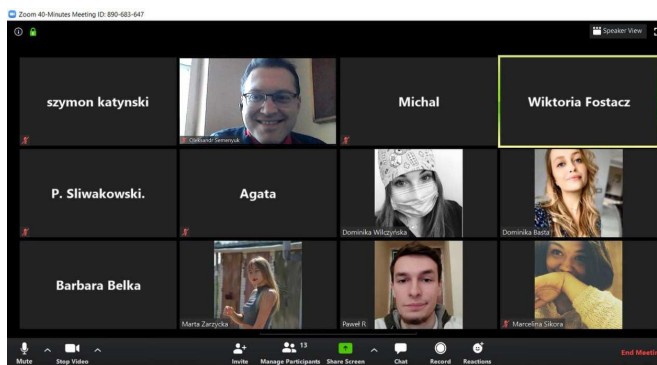 Zoom 40-Minutes Meeting ID: 890-683-647
Speaker View
szymon katynski
Oleksandr Semenyuk
Michal
Wiktoria Fostacz
P. Sliwakowski.
Agata
Dominika Wilczyńska
Dominika Basta
Barbara Belka
Marta Zarzycka
Paweł R
Marcelina Sikora
Mute
Stop Video
Invite
13
Manage Participants
Share Screen
Chat
Record
Reactions
End Meetin